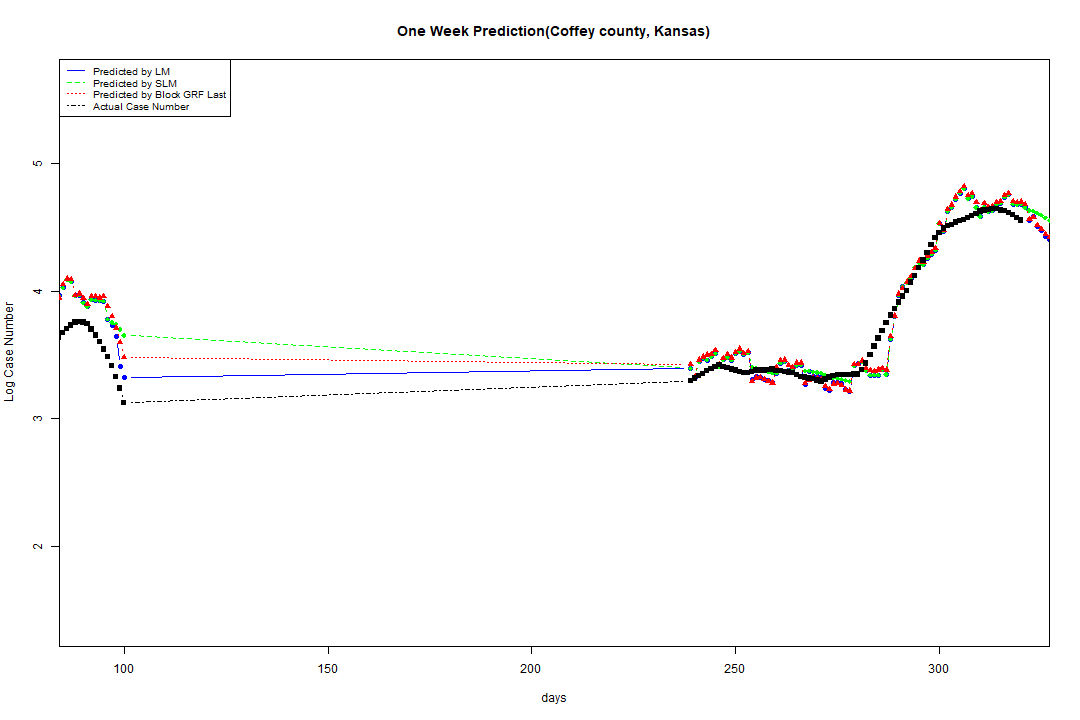 One Week Prediction(Coffey county, Kansas)
Predicted by LM
Predicted by SLM
Predicted by Block GRF Last
Actual Case Number
5
4
3
2
Log Case Number
100 150 200 250 300
days